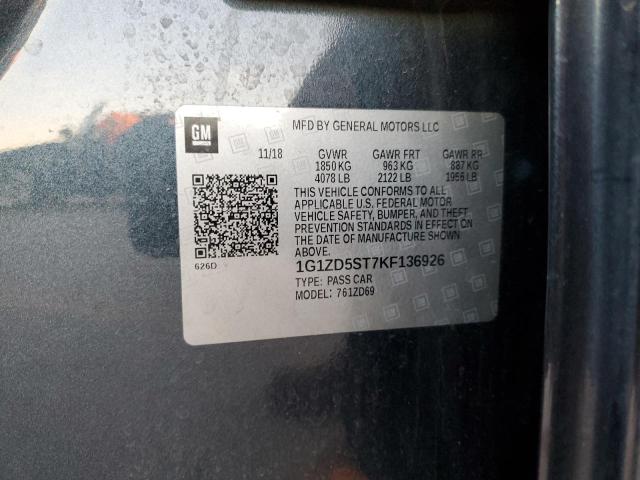 GM
MFD BY GENERAL MOTORS LLC
11/18 GVWR GAWR FRT GAWR RR
1850 KG 963 KG 887 KG
4078 LB 2122 LB 1956 LB
THIS VEHICLE CONFORMS TO ALL
APPLICABLE U.S. FEDERAL MOTOR
VEHICLE SAFETY, BUMPER, AND THEFT
PREVENTION STANDARDS IN EFFECT ON
THE DATE OF MANUFACTURE SHOWN
ABOVE.
626D 1G1ZD5ST7KF136926
TYPE: PASS CAR
MODEL: 761ZD69